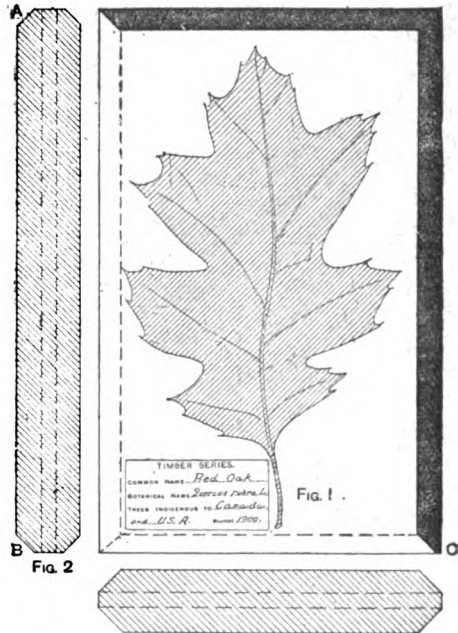 A
TIMBER SERIES.
COMMON NAME Red Oak
BOTANICAL NAME Quercus rubra L.
TREES INDIGENOUS TO Canada
and U.S.A. 1900.
FIG. 1.
B
O
FIG. 2